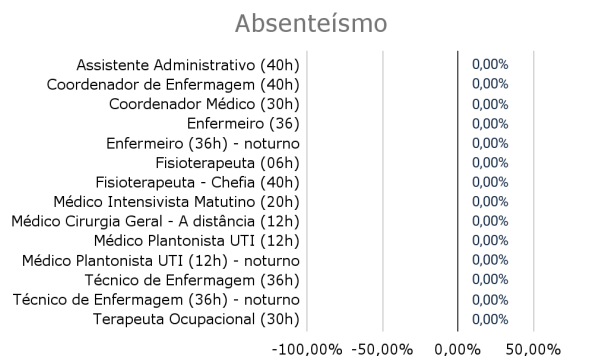 Absenteísmo
Assistente Administrativo (40h) 0,00%
Coordenador de Enfermagem (40h) 0,00%
Coordenador Médico (30h) 0,00%
Enfermeiro (36) 0,00%
Enfermeiro (36h) - noturno 0,00%
Fisioterapeuta (06h) 0,00%
Fisioterapeuta - Chefia (40h) 0,00%
Médico Intensivista Matutino (20h) 0,00%
Médico Cirurgia Geral - A distância (12h) 0,00%
Médico Plantonista UTI (12h) 0,00%
Médico Plantonista UTI (12h) - noturno 0,00%
Técnico de Enfermagem (36h) 0,00%
Técnico de Enfermagem (36h) - noturno 0,00%
Terapeuta Ocupacional (30h) 0,00%
-100,00% -50,00% 0,00% 50,00%